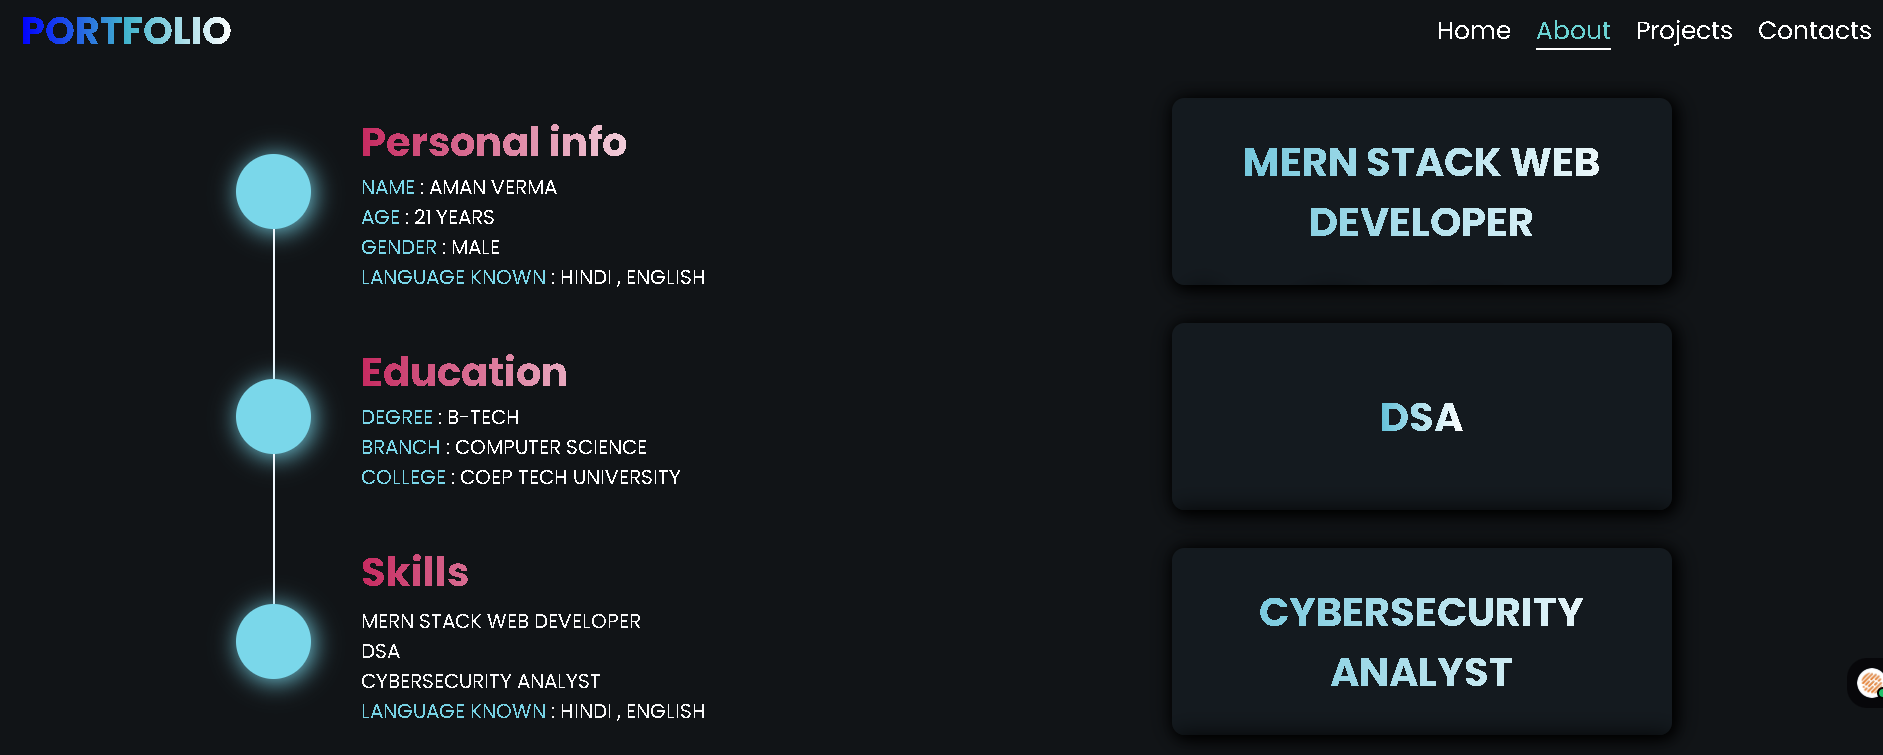 PORTFOLIO
Home About Projects Contacts
Personal info
NAME : AMAN VERMA
AGE : 21 YEARS
GENDER : MALE
LANGUAGE KNOWN : HINDI , ENGLISH
Education
DEGREE : B-TECH
BRANCH : COMPUTER SCIENCE
COLLEGE : COEP TECH UNIVERSITY
Skills
MERN STACK WEB DEVELOPER
DSA
CYBERSECURITY ANALYST
LANGUAGE KNOWN : HINDI , ENGLISH
MERN STACK WEB
DEVELOPER
DSA
CYBERSECURITY
ANALYST